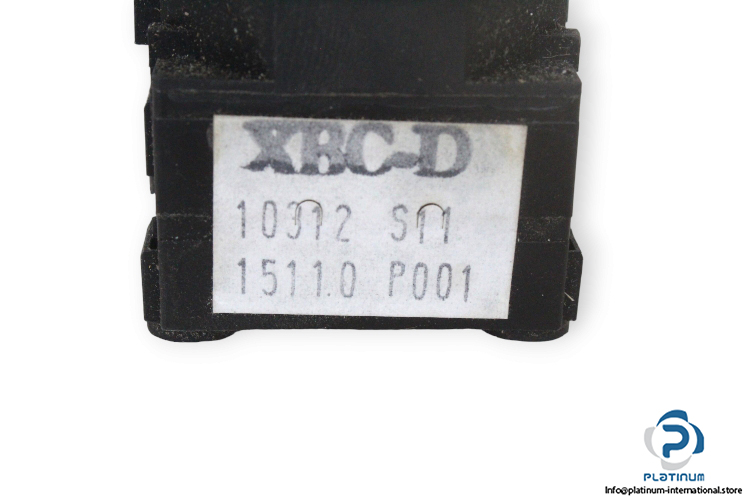 XBC-D
10312 S11
1511.0 P001
PLATINUM
Info@platinum-international.store